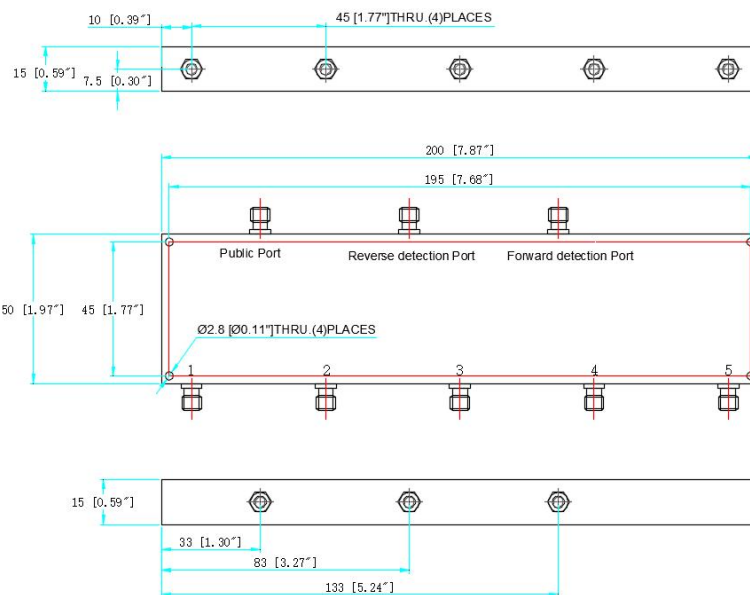 10 [0.39"]
45 [1.77"]THRU.(4)PLACES
15 [0.59"]
7.5 [0.30"]
200 [7.87"]
195 [7.68"]
Public Port
Reverse detection Port
Forward detection Port
50 [1.97"]
45 [1.77"]
Ø2.8 [Ø0.11"]THRU.(4)PLACES
1 2 3 4 5
15 [0.59"]
33 [1.30"]
83 [3.27"]
133 [5.24"]